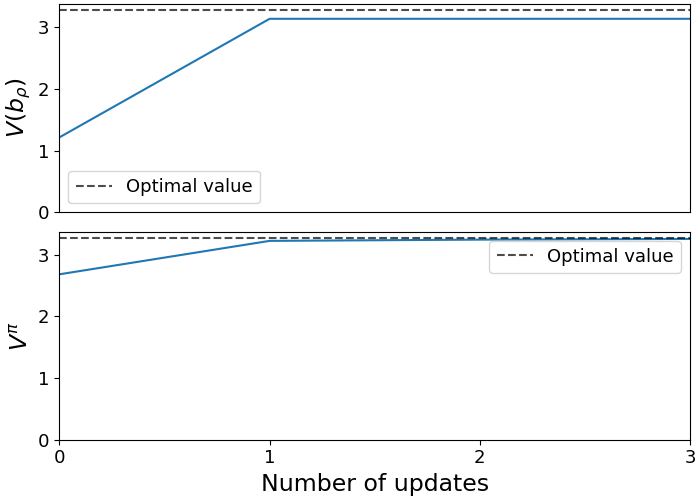 3
2
1
0
V(b_ρ)
Optimal value
3
2
1
0
V^π
Optimal value
0 1 2 3
Number of updates